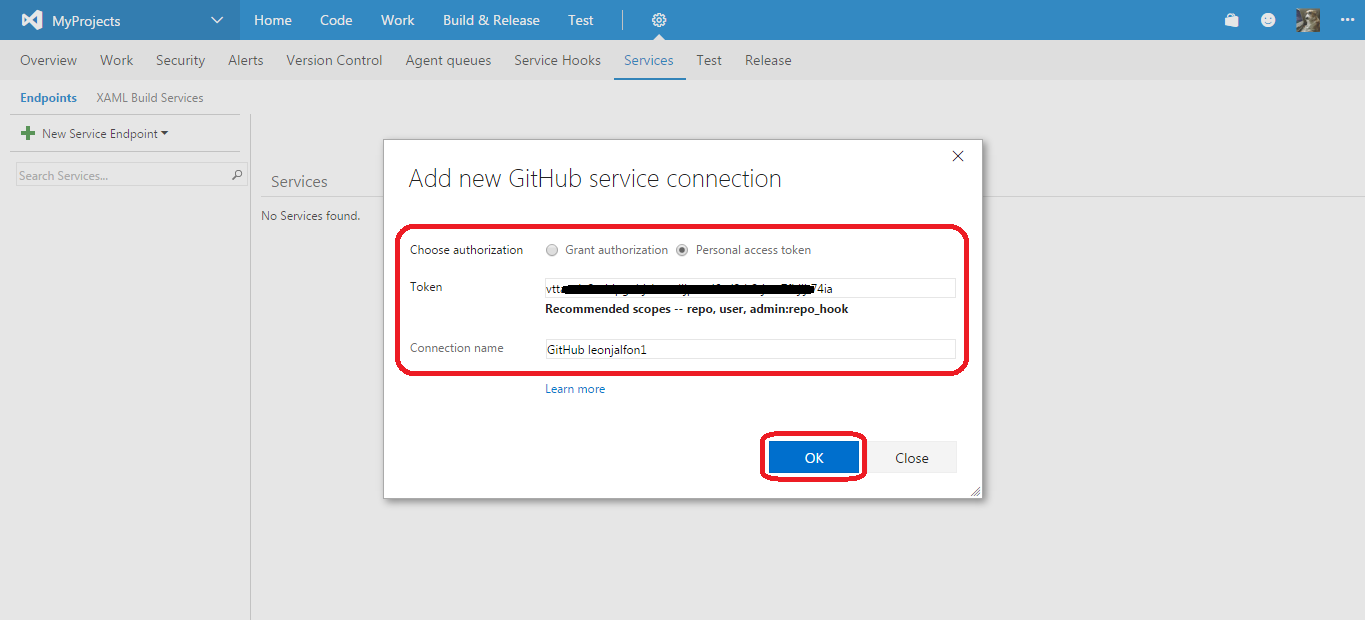 MyProjects Home Code Work Build & Release Test
Overview Work Security Alerts Version Control Agent queues Service Hooks Services Test Release
Endpoints XAML Build Services
New Service Endpoint
Search Services...
Services
No Services found.
Add new GitHub service connection
Choose authorization Grant authorization Personal access token
Token
Recommended scopes -- repo, user, admin:repo_hook
Connection name GitHub leonjalfon1
Learn more
OK Close